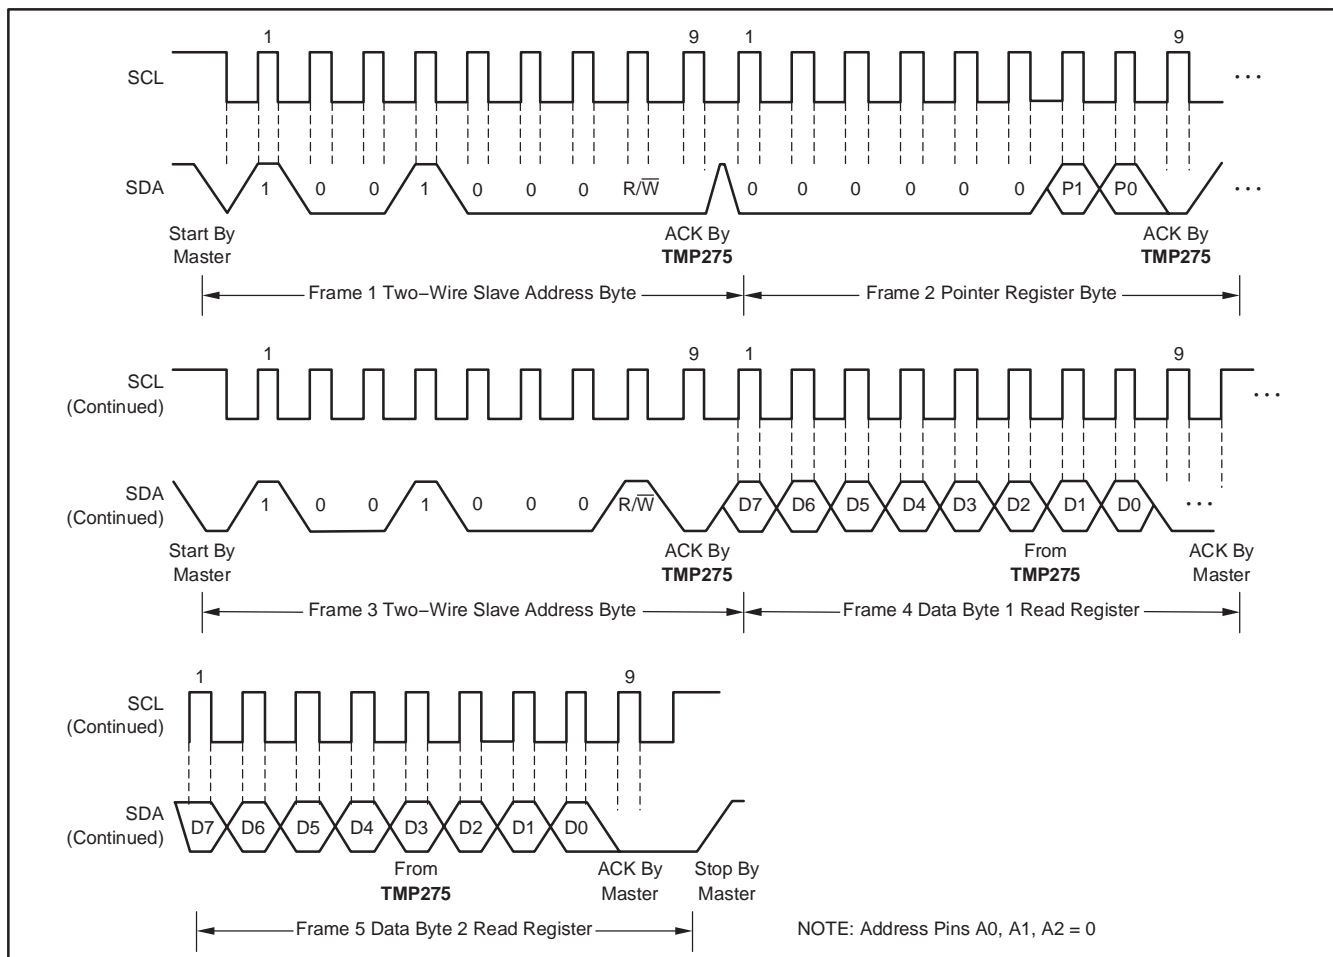 1 9 1 9
SCL ...
SDA 1 0 0 1 0 0 0 R/W̅ 0 0 0 0 0 0 P1 P0 ...
Start By Master ACK By TMP275 ACK By TMP275
Frame 1 Two−Wire Slave Address Byte Frame 2 Pointer Register Byte
1 9 1 9
SCL (Continued) ...
SDA (Continued) 1 0 0 1 0 0 0 R/W̅ D7 D6 D5 D4 D3 D2 D1 D0 ...
Start By Master ACK By TMP275 From TMP275 ACK By Master
Frame 3 Two−Wire Slave Address Byte Frame 4 Data Byte 1 Read Register
1 9
SCL (Continued)
SDA (Continued) D7 D6 D5 D4 D3 D2 D1 D0
From TMP275 ACK By Master Stop By Master
Frame 5 Data Byte 2 Read Register NOTE: Address Pins A0, A1, A2 = 0